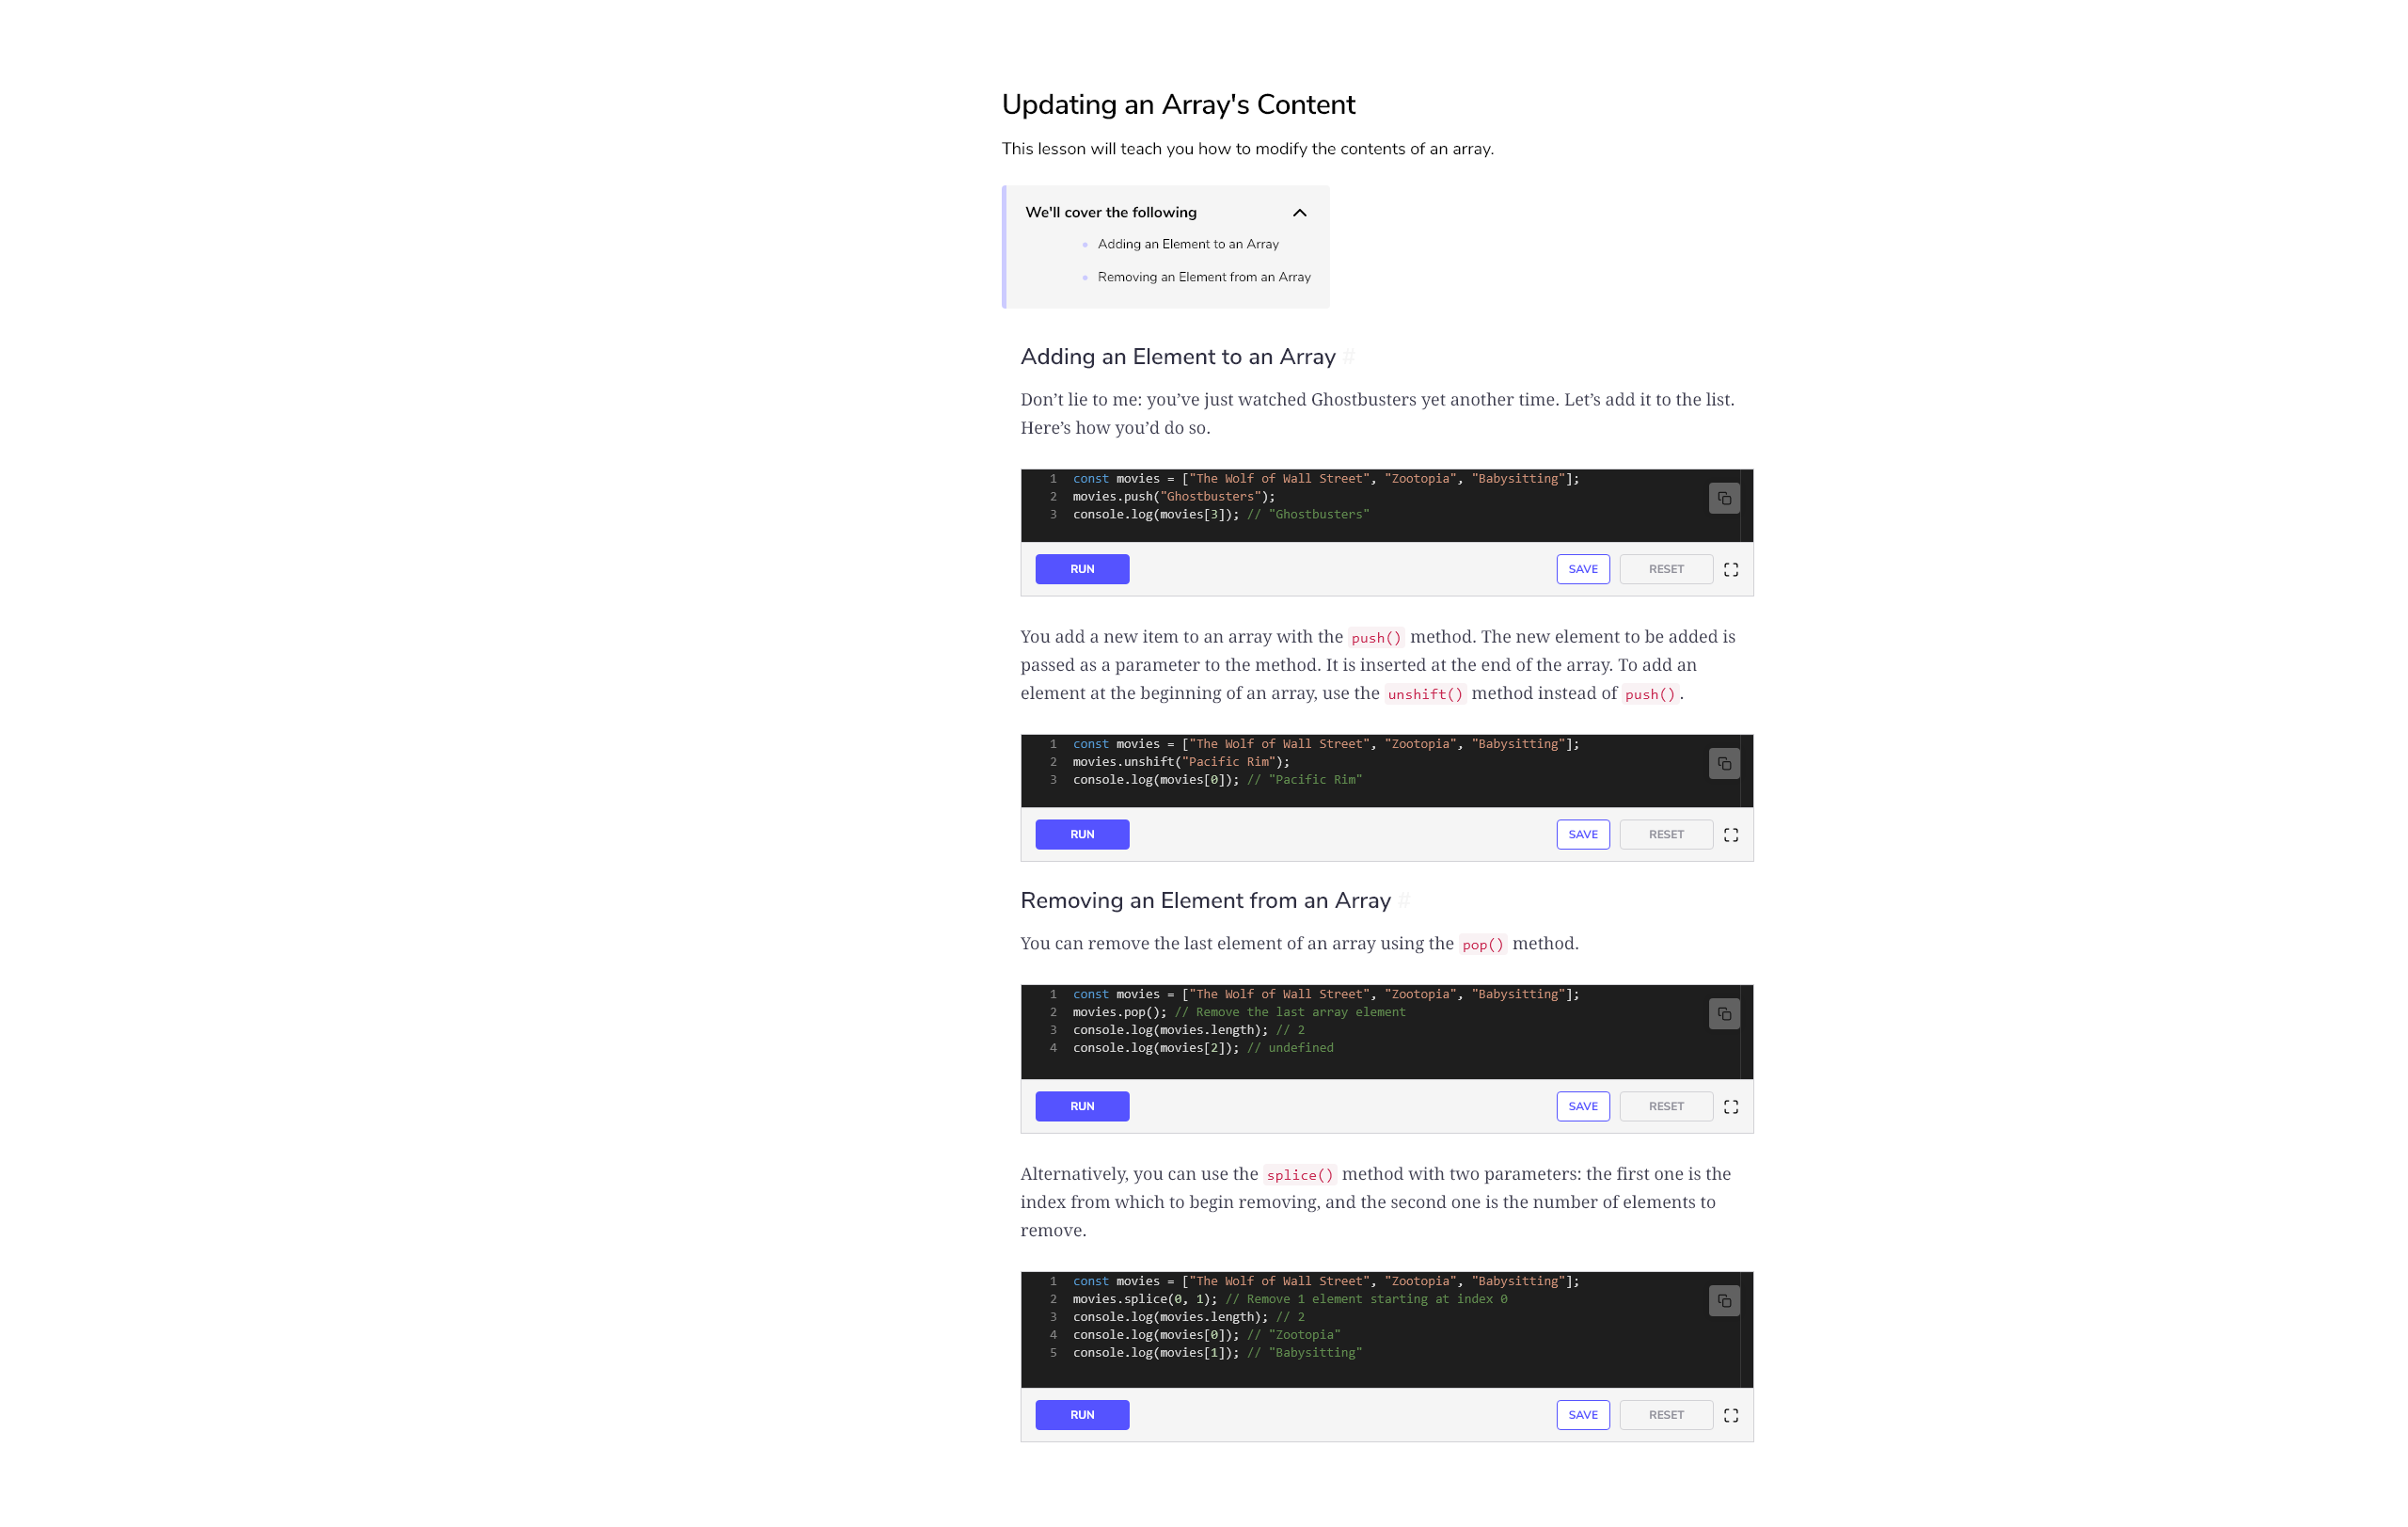 Updating an Array's Content
This lesson will teach you how to modify the contents of an array.
We'll cover the following
Adding an Element to an Array
Removing an Element from an Array
Adding an Element to an Array #
Don’t lie to me: you’ve just watched Ghostbusters yet another time. Let’s add it to the list.
Here’s how you’d do so.
1 const movies = ["The Wolf of Wall Street", "Zootopia", "Babysitting"];
2 movies.push("Ghostbusters");
3 console.log(movies[3]); // "Ghostbusters"
RUN SAVE RESET
You add a new item to an array with the push() method. The new element to be added is
passed as a parameter to the method. It is inserted at the end of the array. To add an
element at the beginning of an array, use the unshift() method instead of push().
1 const movies = ["The Wolf of Wall Street", "Zootopia", "Babysitting"];
2 movies.unshift("Pacific Rim");
3 console.log(movies[0]); // "Pacific Rim"
RUN SAVE RESET
Removing an Element from an Array #
You can remove the last element of an array using the pop() method.
1 const movies = ["The Wolf of Wall Street", "Zootopia", "Babysitting"];
2 movies.pop(); // Remove the last array element
3 console.log(movies.length); // 2
4 console.log(movies[2]); // undefined
RUN SAVE RESET
Alternatively, you can use the splice() method with two parameters: the first one is the
index from which to begin removing, and the second one is the number of elements to
remove.
1 const movies = ["The Wolf of Wall Street", "Zootopia", "Babysitting"];
2 movies.splice(0, 1); // Remove 1 element starting at index 0
3 console.log(movies.length); // 2
4 console.log(movies[0]); // "Zootopia"
5 console.log(movies[1]); // "Babysitting"
RUN SAVE RESET